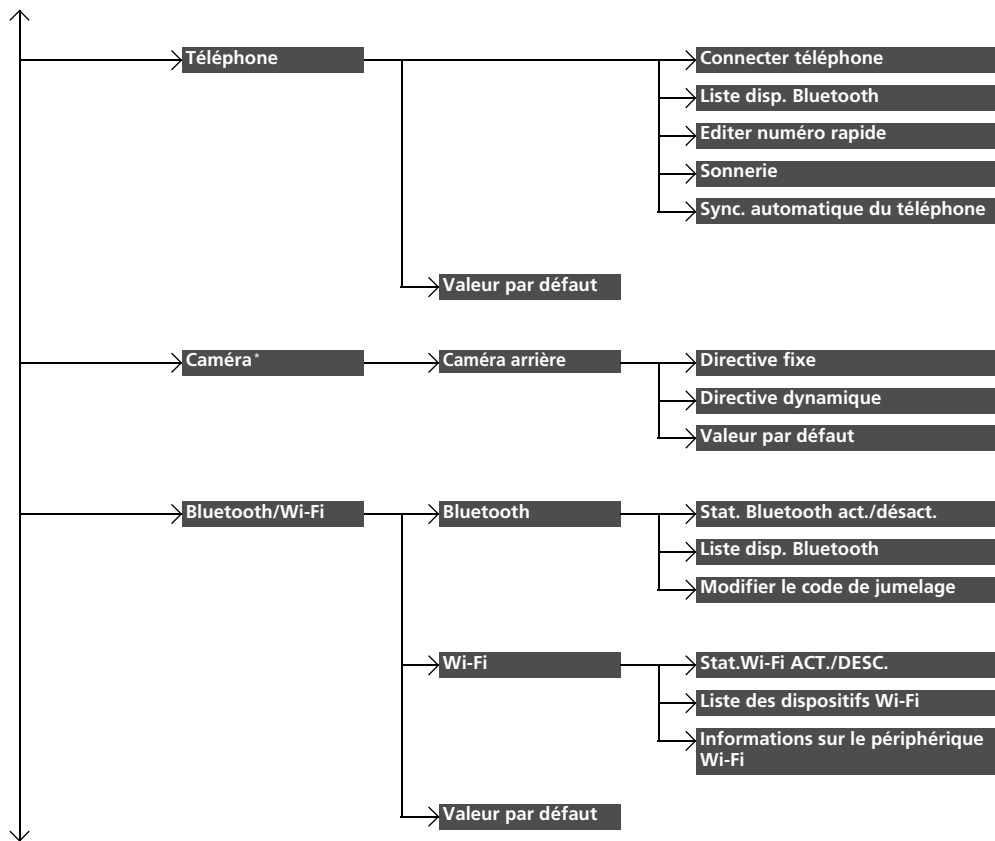 Téléphone
Connecter téléphone
Liste disp. Bluetooth
Editer numéro rapide
Sonnerie
Sync. automatique du téléphone
Valeur par défaut
Caméra*
Caméra arrière
Directive fixe
Directive dynamique
Valeur par défaut
Bluetooth/Wi-Fi
Bluetooth
Stat. Bluetooth act./désact.
Liste disp. Bluetooth
Modifier le code de jumelage
Wi-Fi
Stat.Wi-Fi ACT./DESC.
Liste des dispositifs Wi-Fi
Informations sur le périphérique
Wi-Fi
Valeur par défaut